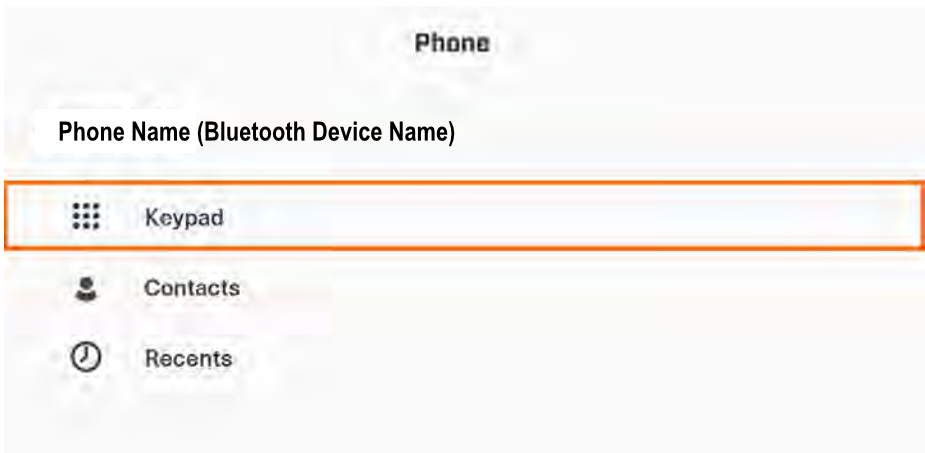 Phone
Phone Name (Bluetooth Device Name)
Keypad
Contacts
Recents